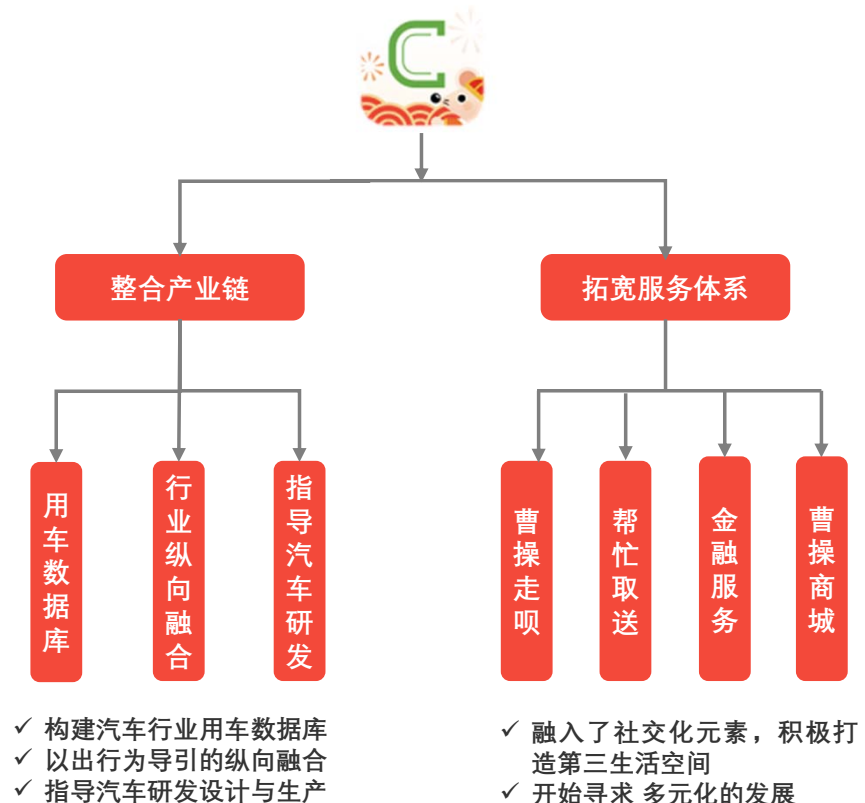 C
整合产业链
拓宽服务体系
用车数据库
行业纵向融合
指导汽车研发
曹操走呗
帮忙取送
金融服务
曹操商城
✓ 构建汽车行业用车数据库
✓ 以出行为导引的纵向融合
✓ 指导汽车研发设计与生产
✓ 融入了社交化元素，积极打
造第三生活空间
✓ 开始寻求 多元化的发展